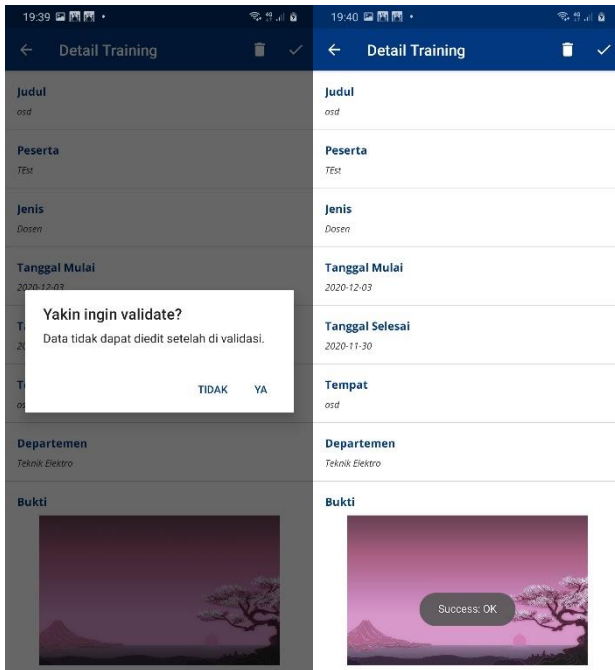 19:39
Detail Training
Judul
osd
Peserta
TEst
Jenis
Dosen
Tanggal Mulai
2020-12-03
Yakin ingin validate?
Data tidak dapat diedit setelah di validasi.
TIDAK YA
Departemen
Teknik Elektro
Bukti
19:40
Detail Training
Judul
osd
Peserta
TEst
Jenis
Dosen
Tanggal Mulai
2020-12-03
Tanggal Selesai
2020-11-30
Tempat
osd
Departemen
Teknik Elektro
Bukti
Success: OK